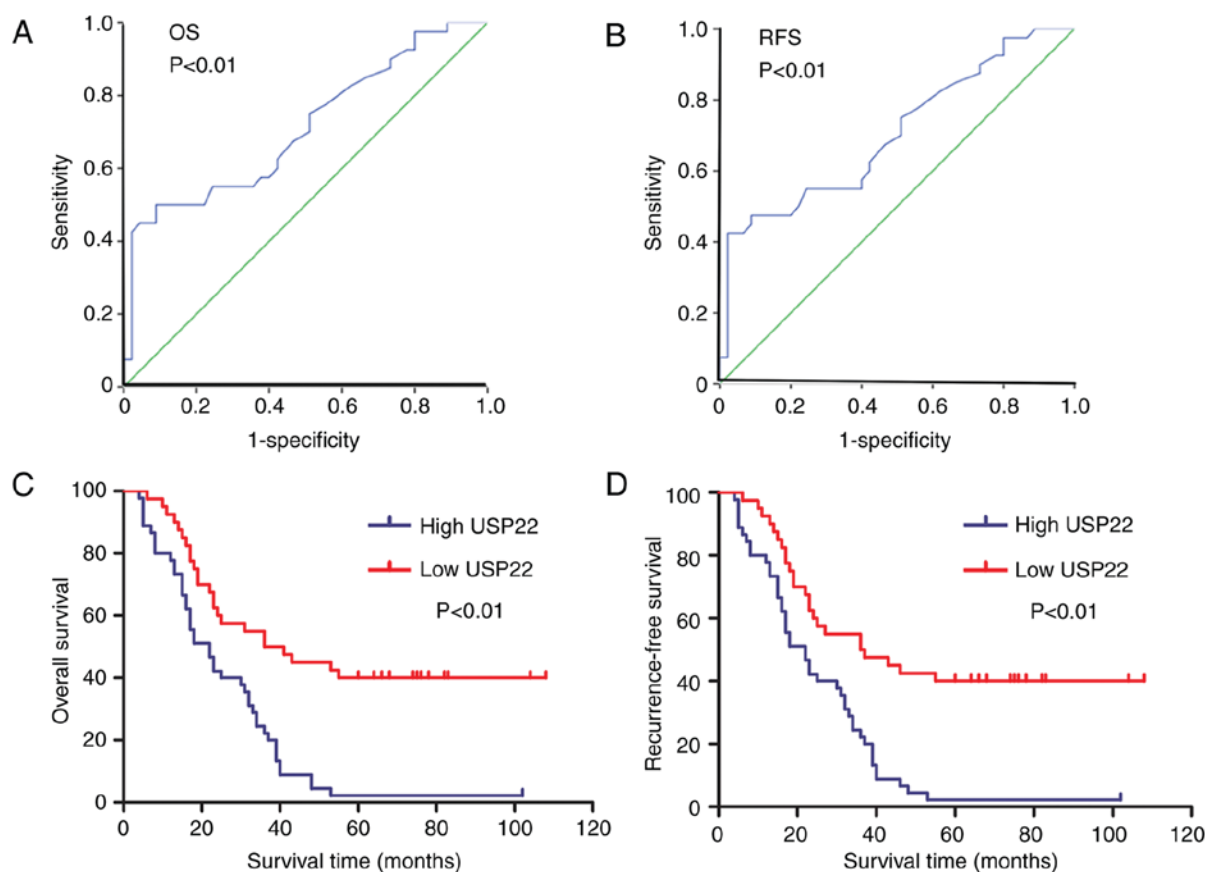 A
OS
P<0.01
1.0
0.8
0.6
0.4
0.2
0
Sensitivity
0 0.2 0.4 0.6 0.8 1.0
1-specificity
B
RFS
P<0.01
1.0
0.8
0.6
0.4
0.2
0
Sensitivity
0 0.2 0.4 0.6 0.8 1.0
1-specificity
C
100
80
60
40
20
0
Overall survival
High USP22
Low USP22
P<0.01
0 20 40 60 80 100 120
Survival time (months)
D
100
80
60
40
20
0
Recurrence-free survival
High USP22
Low USP22
P<0.01
0 20 40 60 80 100 120
Survival time (months)